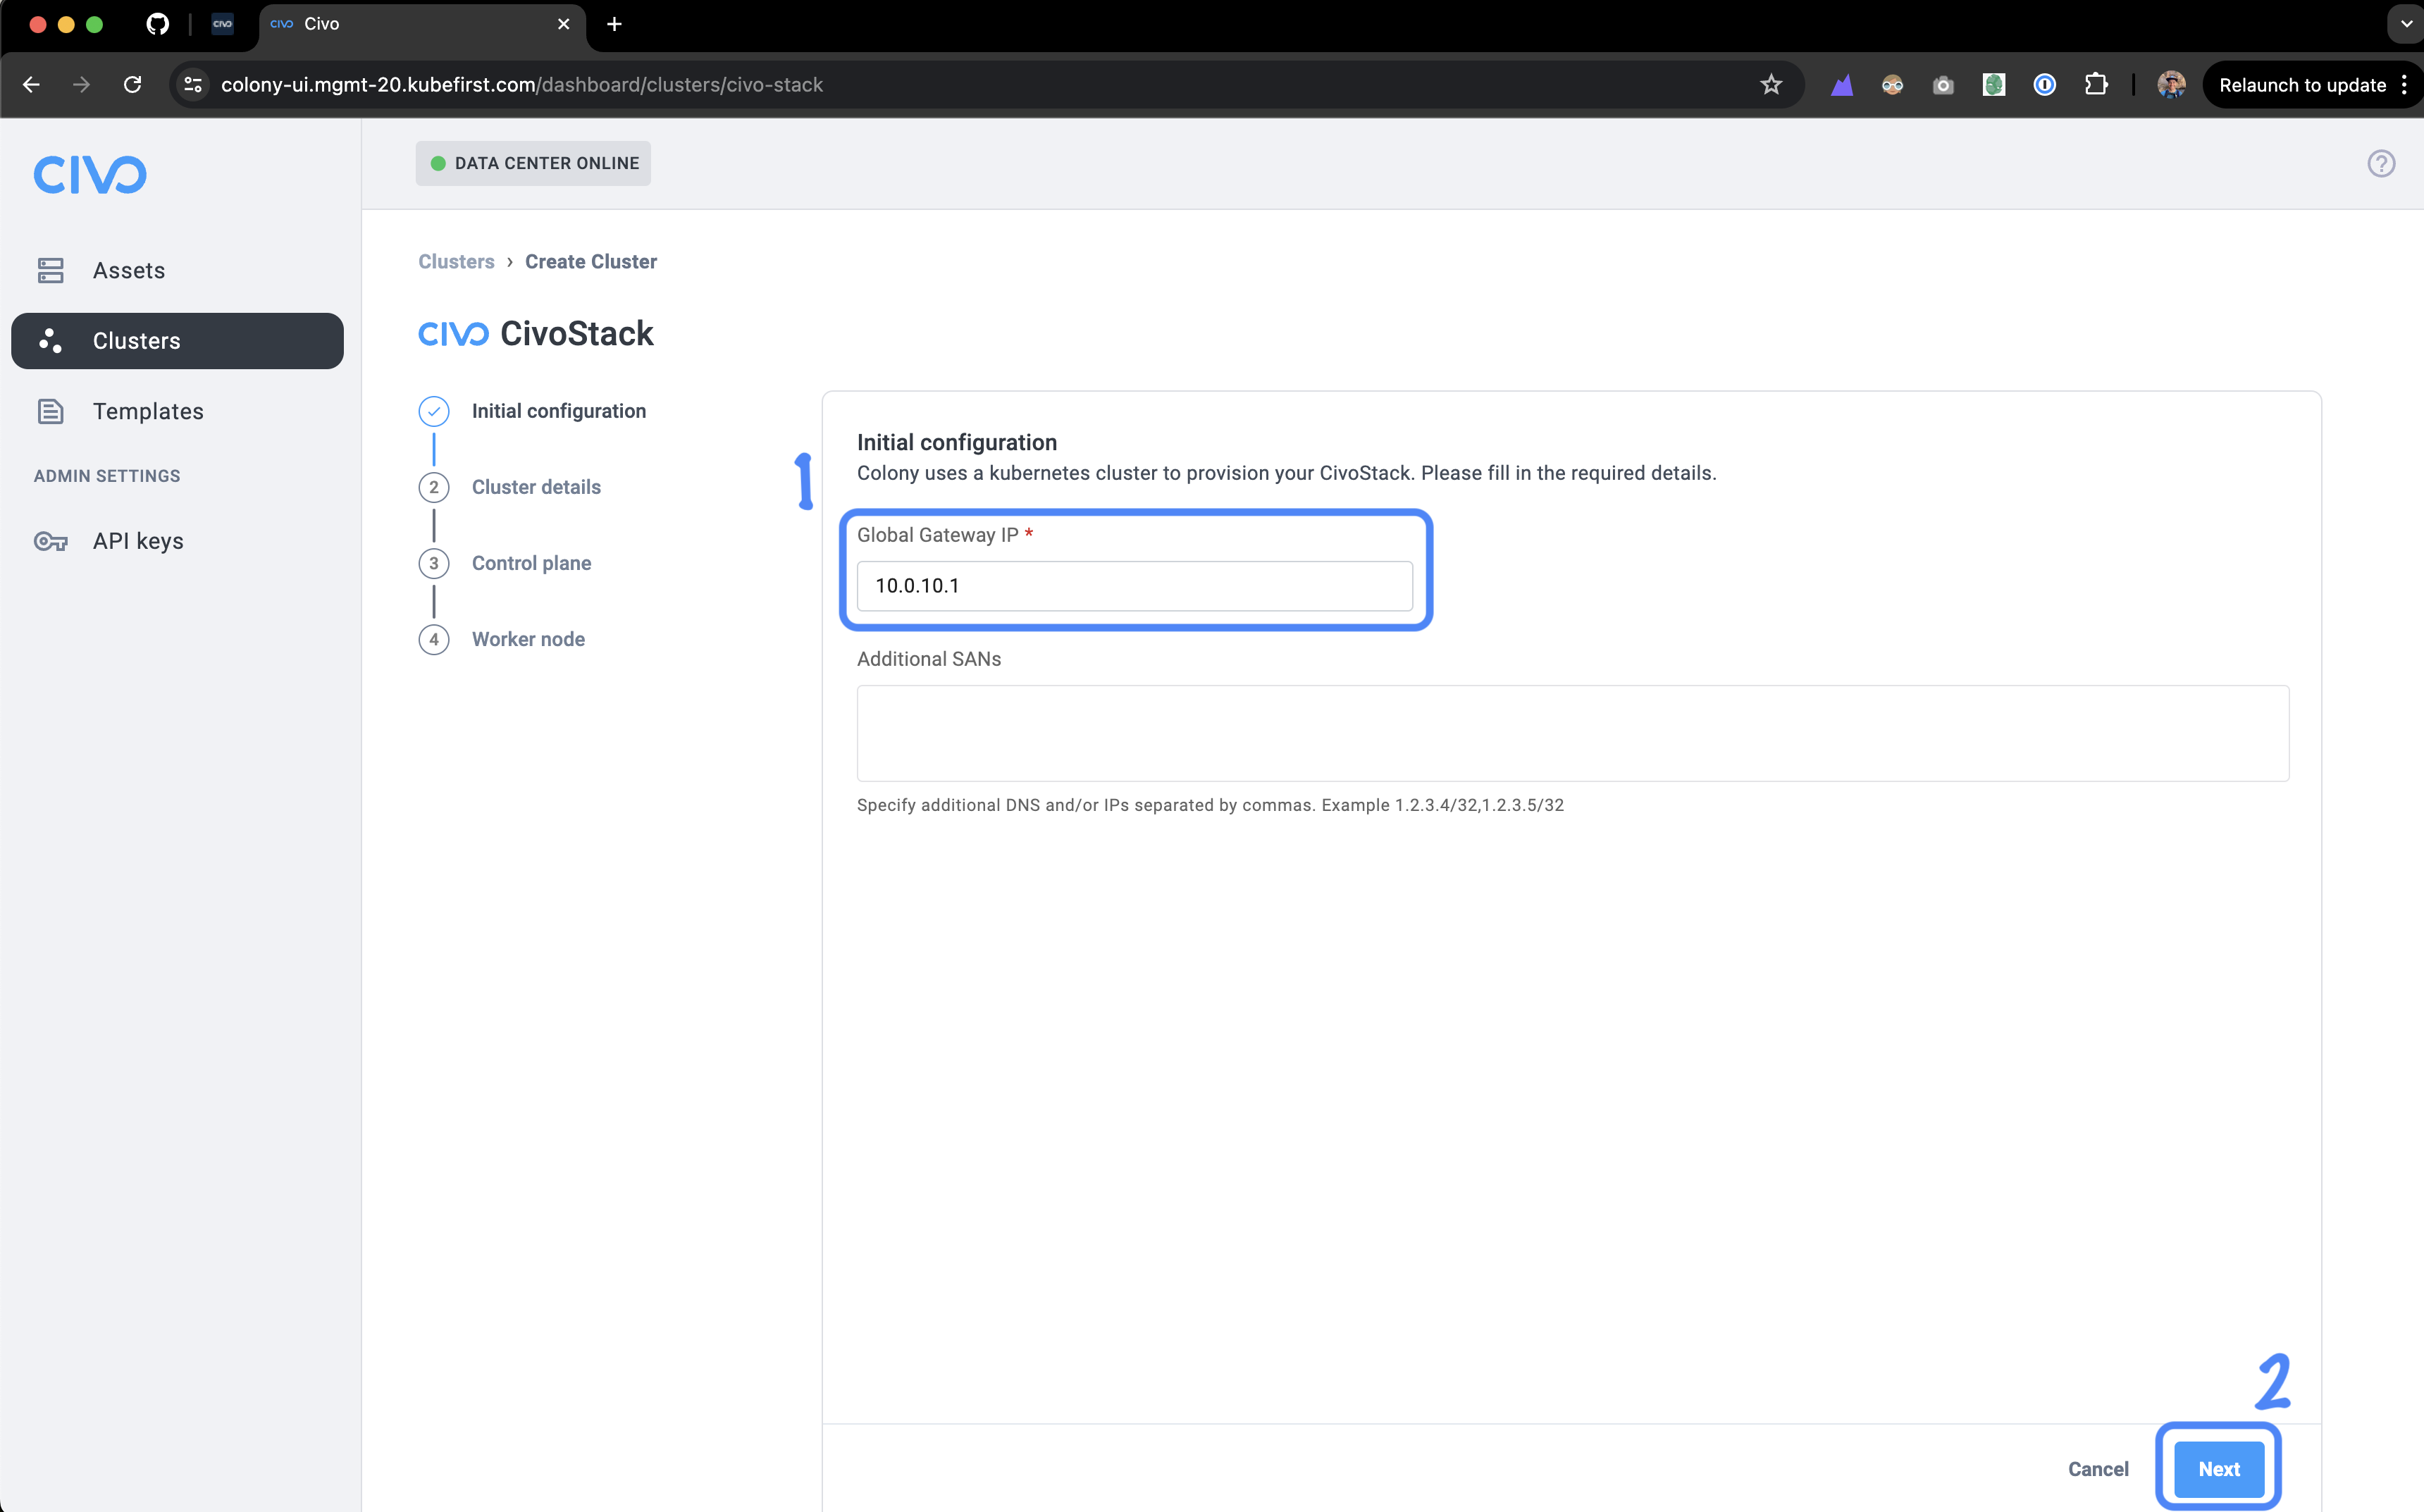 CIVO
CIVO Civo
colony-ui.mgmt-20.kubefirst.com/dashboard/clusters/civo-stack
Relaunch to update
CIVO
DATA CENTER ONLINE
?
Assets
Clusters
Templates
ADMIN SETTINGS
API keys
Clusters › Create Cluster
CIVO CivoStack
Initial configuration
2 Cluster details
3 Control plane
4 Worker node
1
Initial configuration
Colony uses a kubernetes cluster to provision your CivoStack. Please fill in the required details.
Global Gateway IP *
10.0.10.1
Additional SANs
Specify additional DNS and/or IPs separated by commas. Example 1.2.3.4/32,1.2.3.5/32
2
Cancel
Next